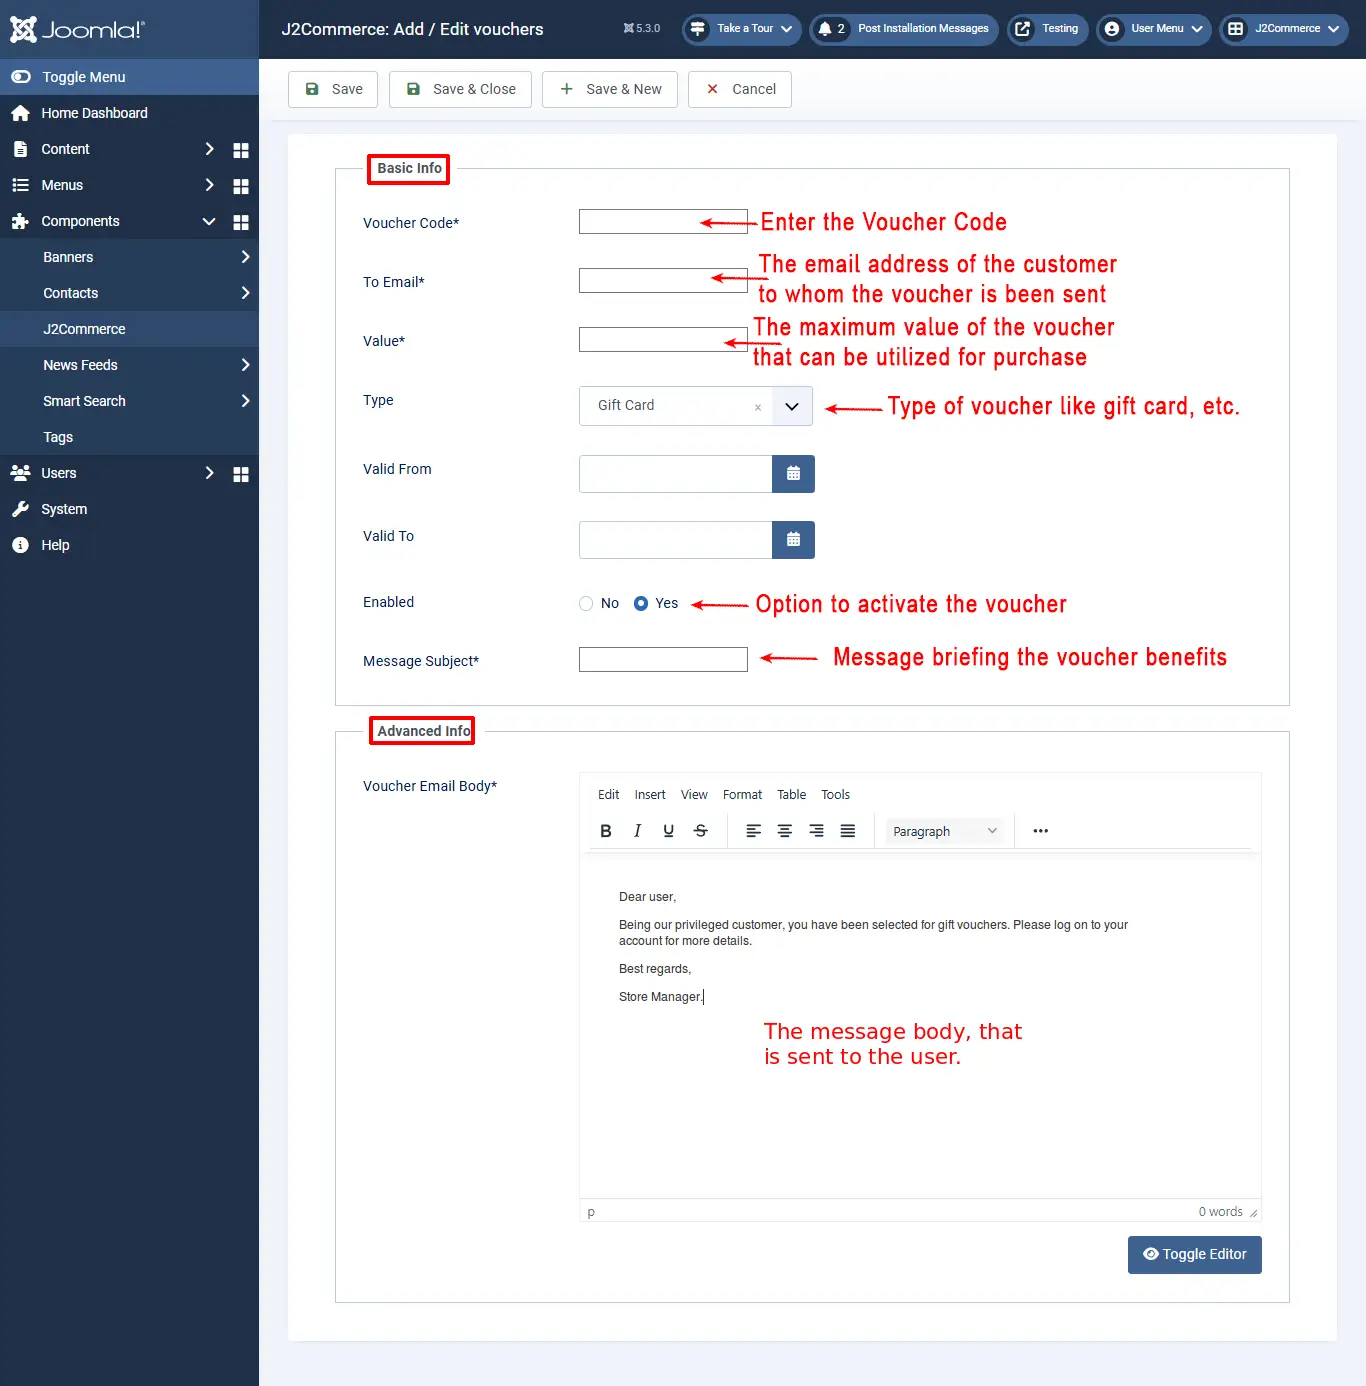 Joomla!®
J2Commerce: Add / Edit vouchers
5.3.0
Take a Tour
2
Post Installation Messages
Testing
User Menu
J2Commerce
Toggle Menu
Home Dashboard
Content
Menus
Components
Banners
Contacts
J2Commerce
News Feeds
Smart Search
Tags
Users
System
Help
Save
Save & Close
Save & New
Cancel
Basic Info
Voucher Code*
Enter the Voucher Code
To Email*
The email address of the customer
to whom the voucher is been sent
Value*
The maximum value of the voucher
that can be utilized for purchase
Type
Gift Card
×
Type of voucher like gift card, etc.
Valid From
Valid To
Enabled
No
Yes
Option to activate the voucher
Message Subject*
Message briefing the voucher benefits
Advanced Info
Voucher Email Body*
Edit Insert View Format Table Tools
B I U S
Paragraph
Dear user,
Being our privileged customer, you have been selected for gift vouchers. Please log on to your
account for more details.
Best regards,
Store Manager.
The message body, that
is sent to the user.
p
0 words
Toggle Editor